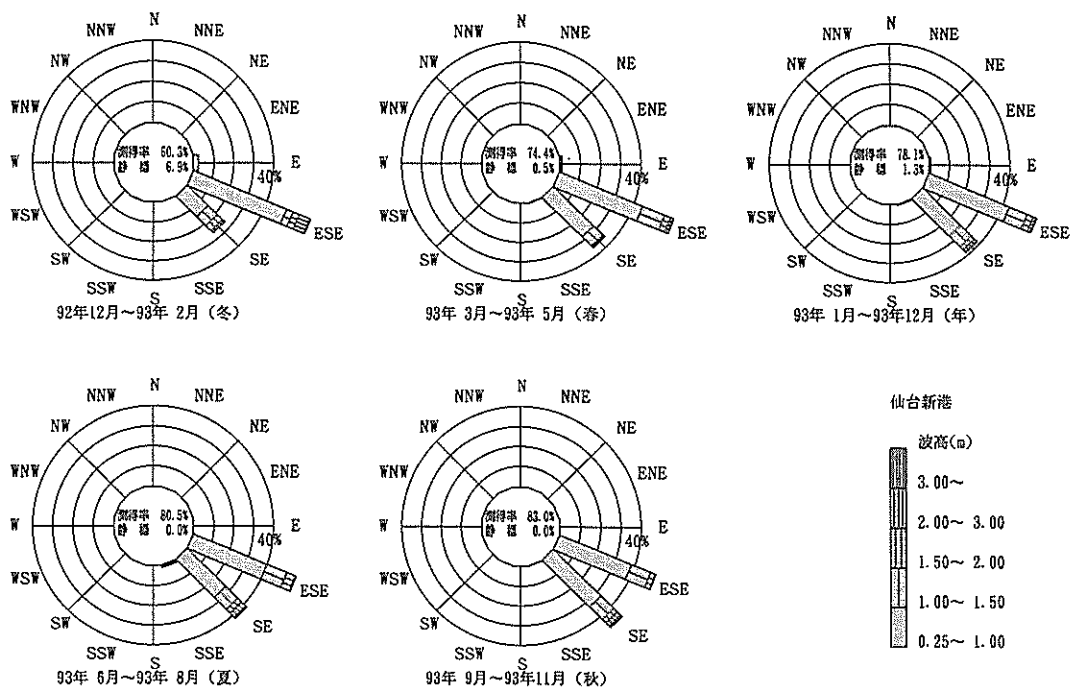 N
NNW NNE
NW NE
WNW ENE
測得率 60.3%
静 穏 6.9%
W E
40%
WSW ESE
SW SE
SSW SSE
S
92年12月～93年 2月 (冬)
N
NNW NNE
NW NE
WNW ENE
測得率 74.4%
静 穏 0.5%
W E
40%
WSW ESE
SW SE
SSW SSE
S
93年 3月～93年 5月 (春)
N
NNW NNE
NW NE
WNW ENE
測得率 78.1%
静 穏 1.3%
W E
40%
WSW ESE
SW SE
SSW SSE
S
93年 1月～93年12月 (年)
N
NNW NNE
NW NE
WNW ENE
測得率 80.5%
静 穏 0.0%
W E
40%
WSW ESE
SW SE
SSW SSE
S
93年 6月～93年 8月 (夏)
N
NNW NNE
NW NE
WNW ENE
測得率 83.0%
静 穏 0.0%
W E
40%
WSW ESE
SW SE
SSW SSE
S
93年 9月～93年11月 (秋)
仙台新港
波高(m)
3.00～
2.00～ 3.00
1.50～ 2.00
1.00～ 1.50
0.25～ 1.00